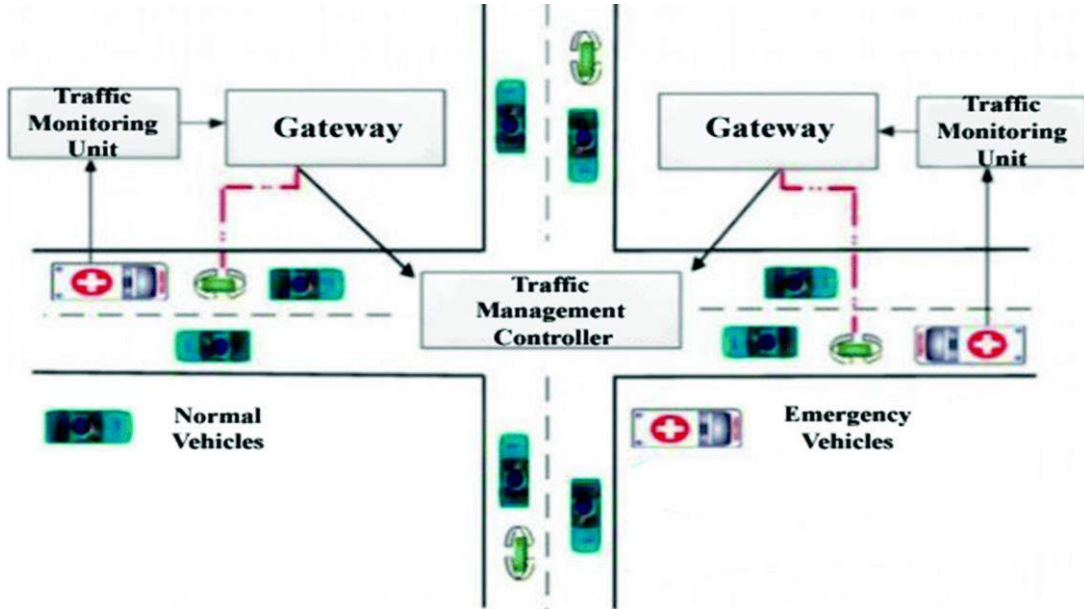 Traffic
Monitoring
Unit
Gateway
Gateway
Traffic
Monitoring
Unit
Traffic
Management
Controller
Normal
Vehicles
Emergency
Vehicles